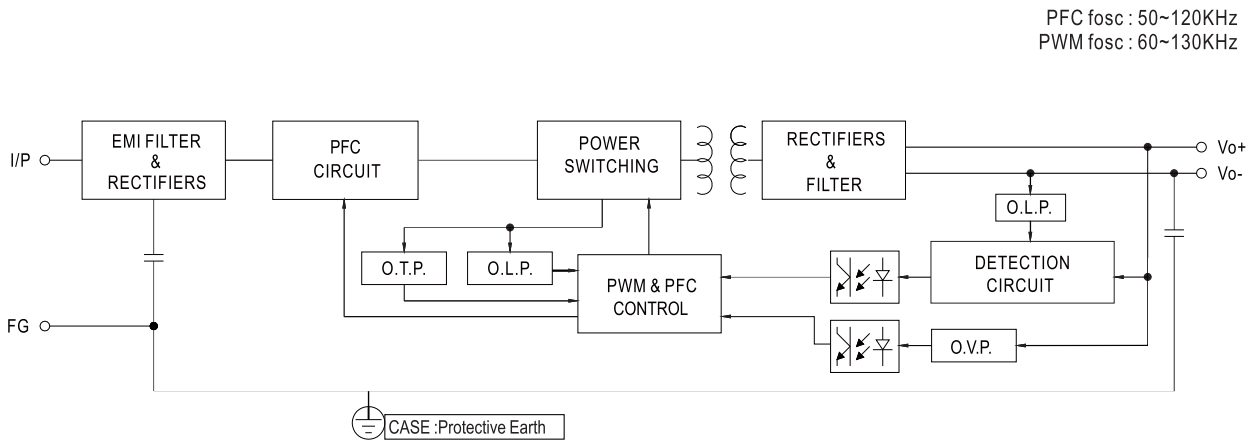 PFC fosc : 50~120KHz
PWM fosc : 60~130KHz
I/P
EMI FILTER
&
RECTIFIERS
PFC
CIRCUIT
POWER
SWITCHING
RECTIFIERS
&
FILTER
Vo+
Vo-
O.L.P.
O.T.P.
O.L.P.
PWM & PFC
CONTROL
DETECTION
CIRCUIT
FG
O.V.P.
CASE :Protective Earth